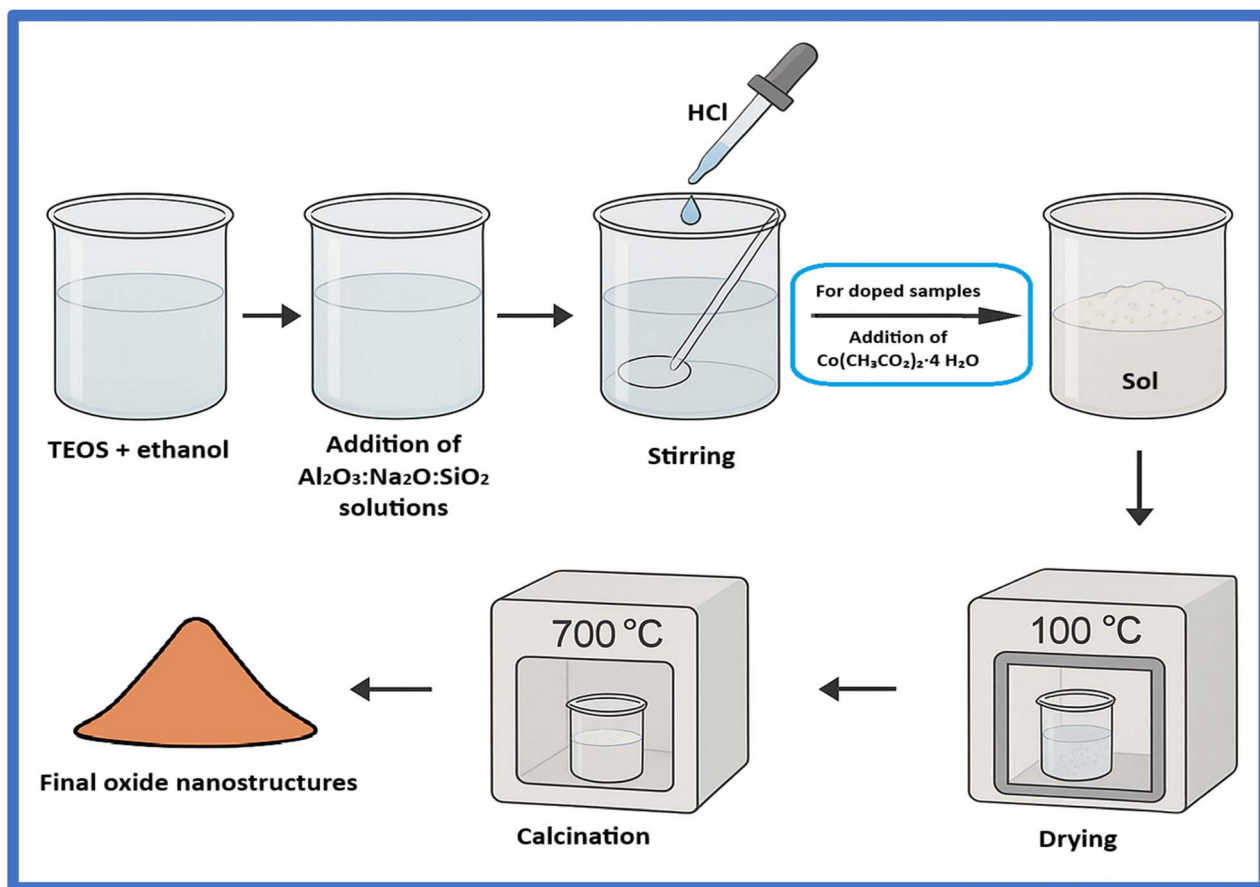 HCl
TEOS + ethanol
Addition of
Al₂O₃:Na₂O:SiO₂
solutions
Stirring
For doped samples
Addition of
Co(CH₃CO₂)₂·4 H₂O
Sol
100 °C
Drying
700 °C
Calcination
Final oxide nanostructures